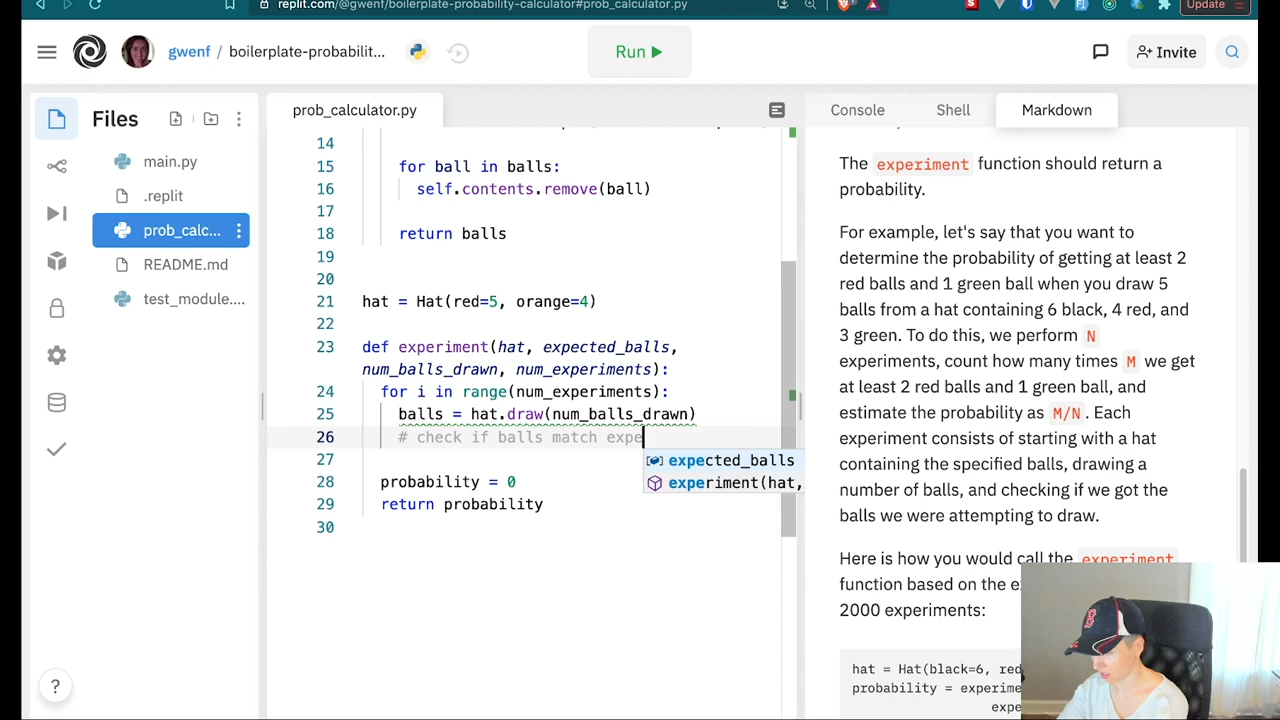 replit.com/@gwenf/boilerplate-probability-calculator#prob_calculator.py
Update
gwenf / boilerplate-probabilit...
Run
Invite
Files
main.py
.replit
prob_calc...
README.md
test_module....
prob_calculator.py
14
15 for ball in balls:
16 self.contents.remove(ball)
17
18 return balls
19
20
21 hat = Hat(red=5, orange=4)
22
23 def experiment(hat, expected_balls,
num_balls_drawn, num_experiments):
24 for i in range(num_experiments):
25 balls = hat.draw(num_balls_drawn)
26 # check if balls match expe
expected_balls
experiment(hat,
27
28 probability = 0
29 return probability
30
Console Shell Markdown
The experiment function should return a
probability.
For example, let's say that you want to
determine the probability of getting at least 2
red balls and 1 green ball when you draw 5
balls from a hat containing 6 black, 4 red, and
3 green. To do this, we perform N
experiments, count how many times M we get
at least 2 red balls and 1 green ball, and
estimate the probability as M/N. Each
experiment consists of starting with a hat
containing the specified balls, drawing a
number of balls, and checking if we got the
balls we were attempting to draw.
Here is how you would call the experiment
function based on the ex
2000 experiments:
hat = Hat(black=6, red
probability = experime
expe
?